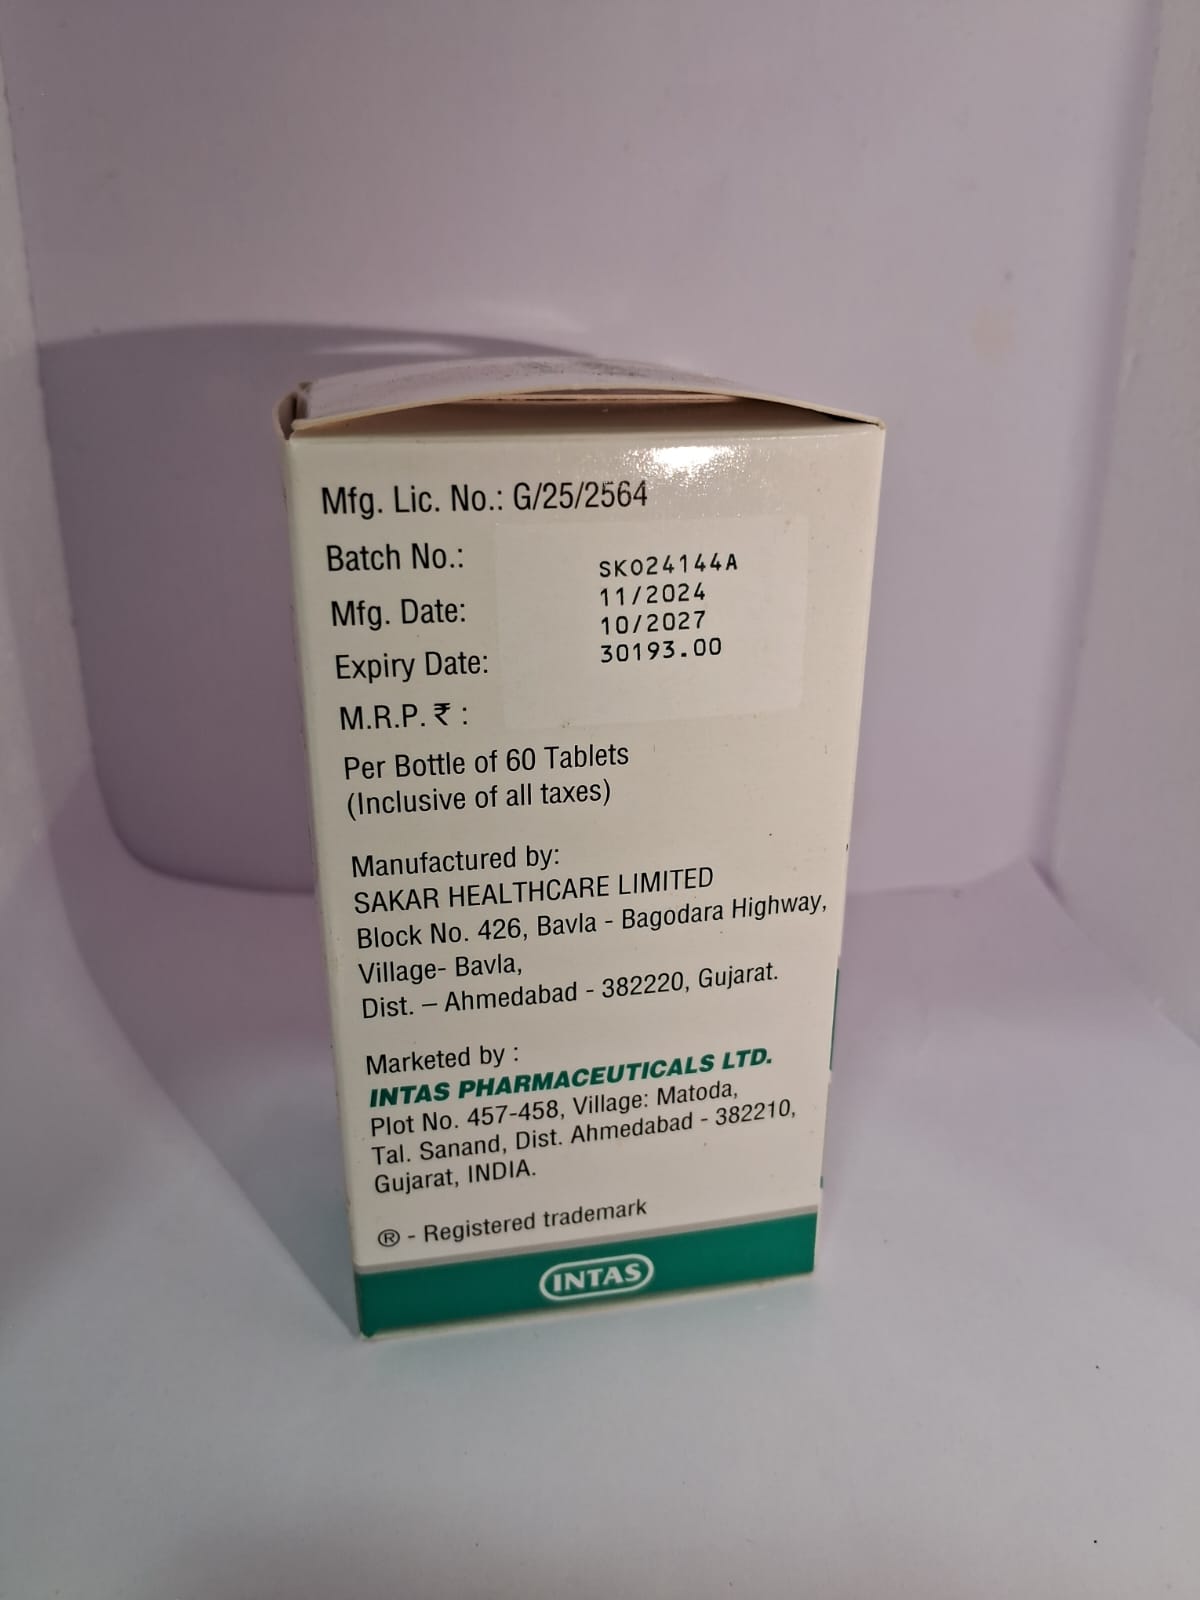 Mfg. Lic. No.: G/25/2564
Batch No.: SK024144A
Mfg. Date: 11/2024
Expiry Date: 10/2027
M.R.P. ₹ : 30193.00
Per Bottle of 60 Tablets
(Inclusive of all taxes)
Manufactured by:
SAKAR HEALTHCARE LIMITED
Block No. 426, Bavla - Bagodara Highway,
Village- Bavla,
Dist. – Ahmedabad - 382220, Gujarat.
Marketed by :
INTAS PHARMACEUTICALS LTD.
Plot No. 457-458, Village: Matoda,
Tal. Sanand, Dist. Ahmedabad - 382210,
Gujarat, INDIA.
® - Registered trademark
INTAS